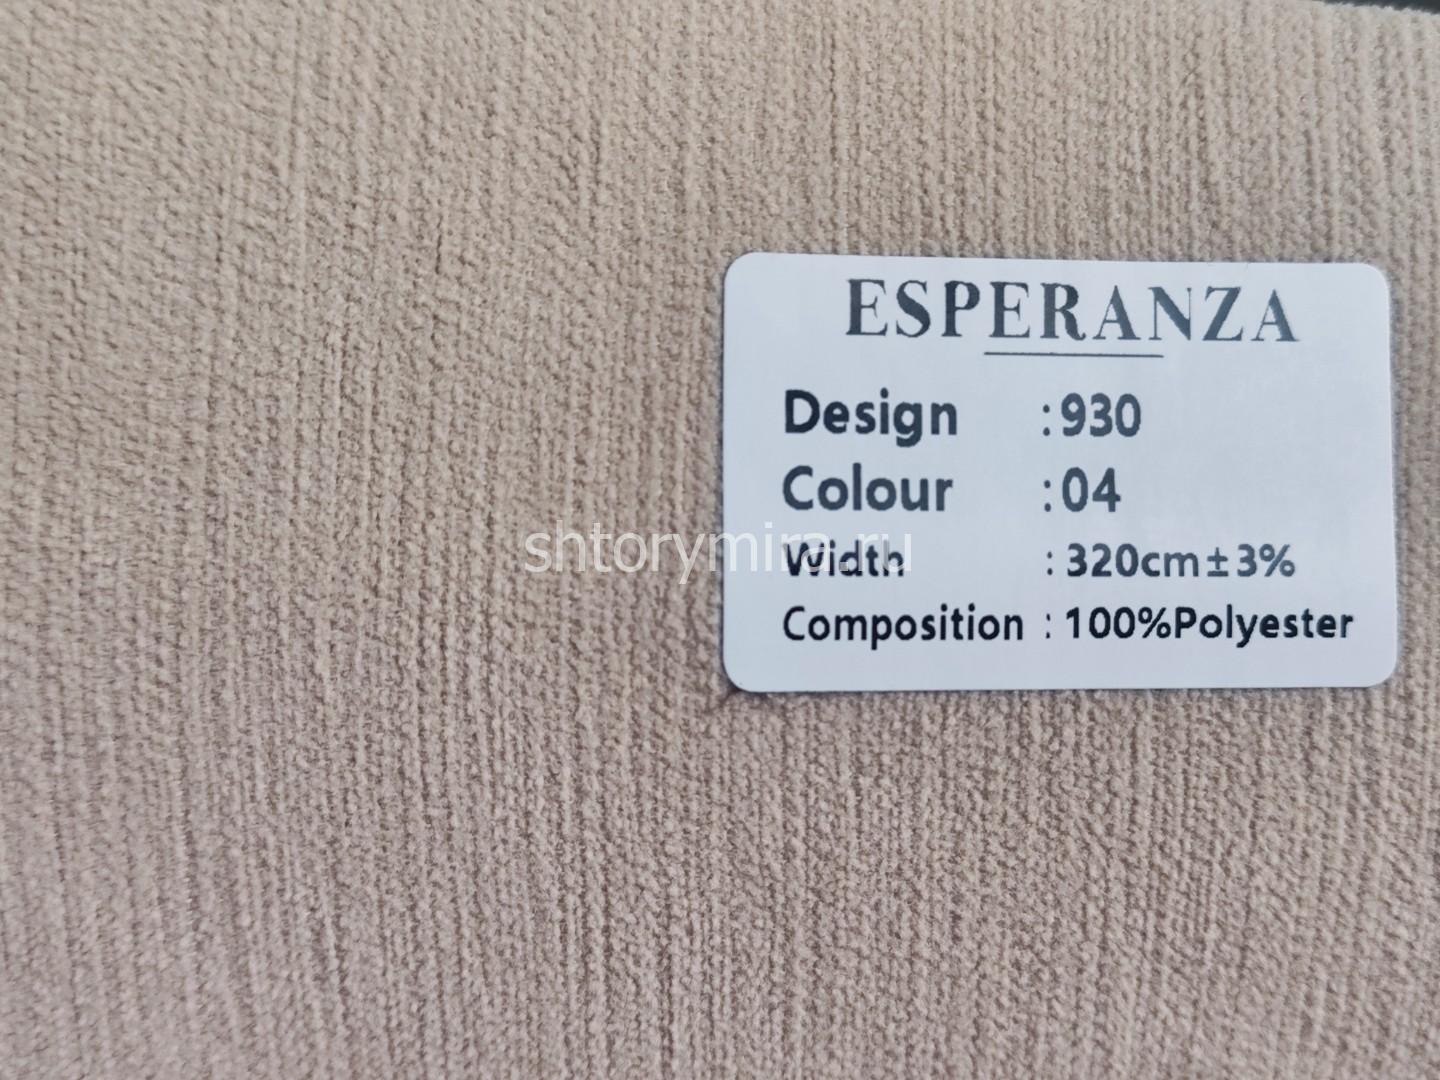 ESPERANZA
Design :930
Colour :04
shtorymira.ru
Width : 320cm±3%
Composition : 100%Polyester